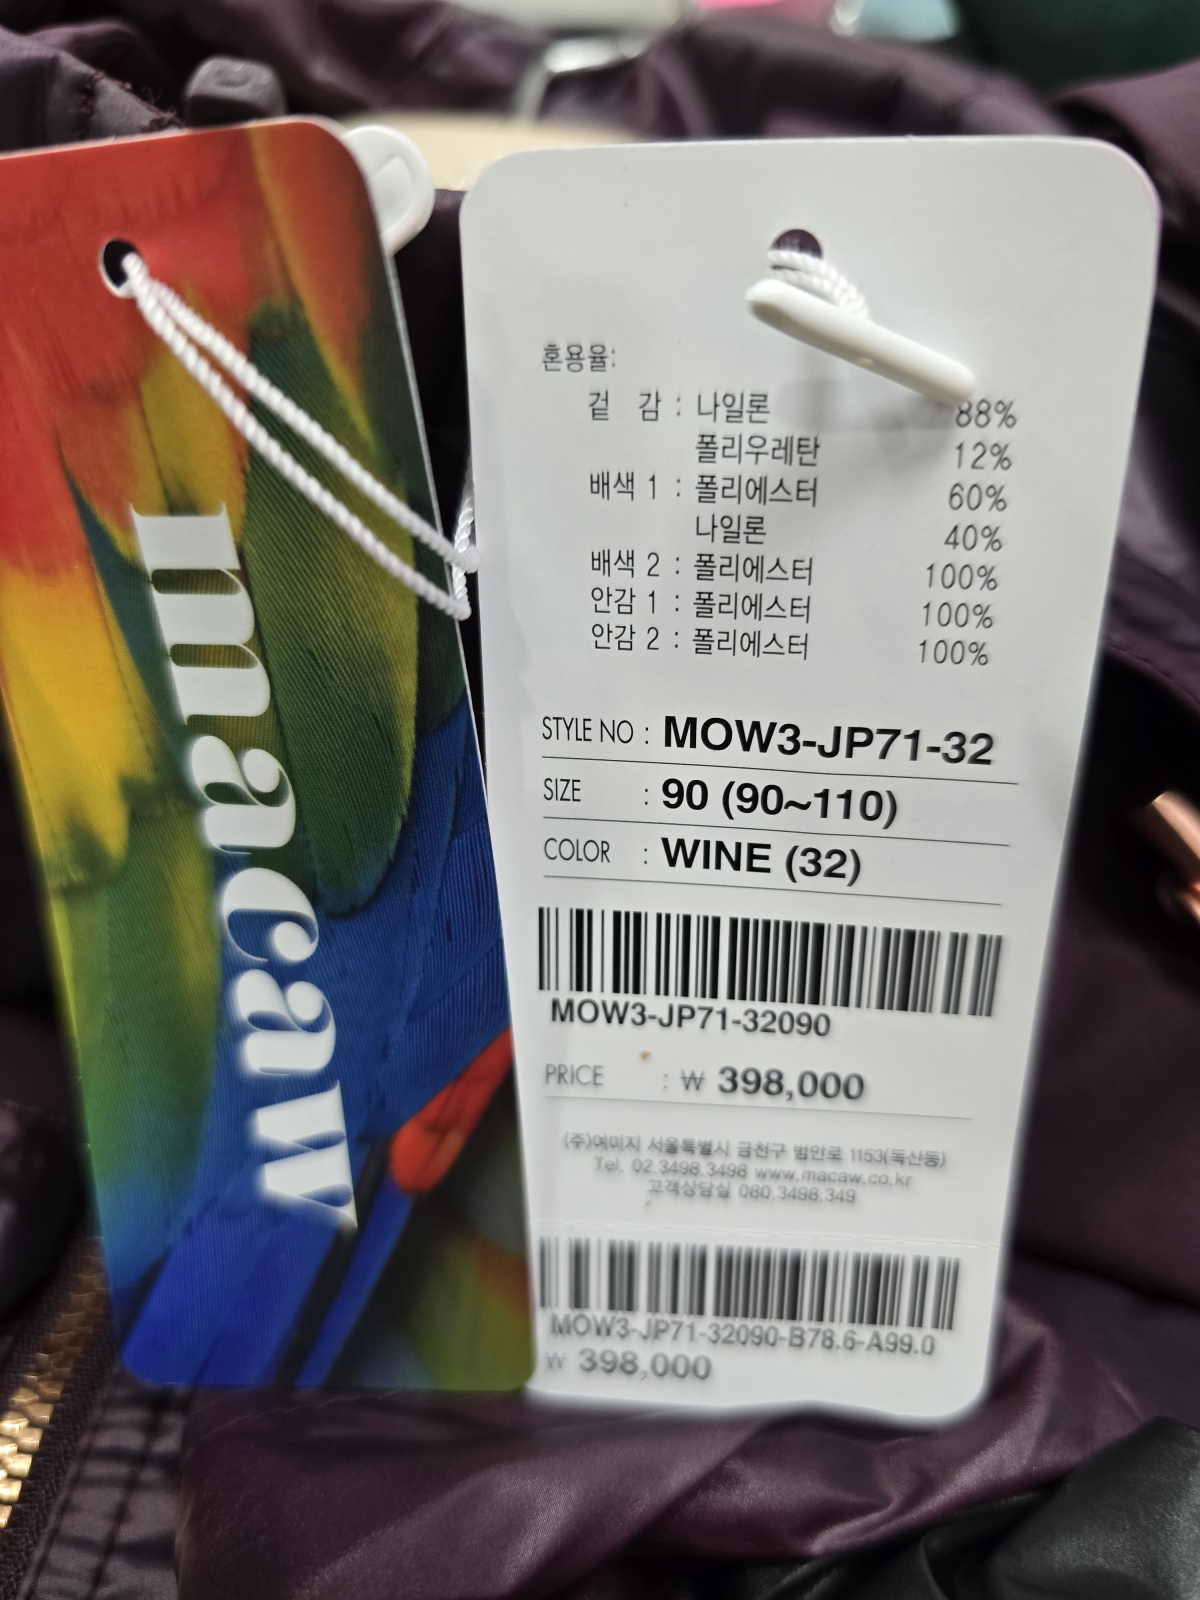 macaw
혼용율:
겉 감 : 나일론 88%
폴리우레탄 12%
배색 1 : 폴리에스터 60%
나일론 40%
배색 2 : 폴리에스터 100%
안감 1 : 폴리에스터 100%
안감 2 : 폴리에스터 100%
STYLE NO : MOW3-JP71-32
SIZE : 90 (90~110)
COLOR : WINE (32)
MOW3-JP71-32090
PRICE : ₩ 398,000
(주)여미지 서울특별시 금천구 범안로 1153(독산동)
Tel. 02.3498.3498 www.macaw.co.kr
고객상담실 080.3498.349
MOW3-JP71-32090-B78.6-A99.0
₩ 398,000